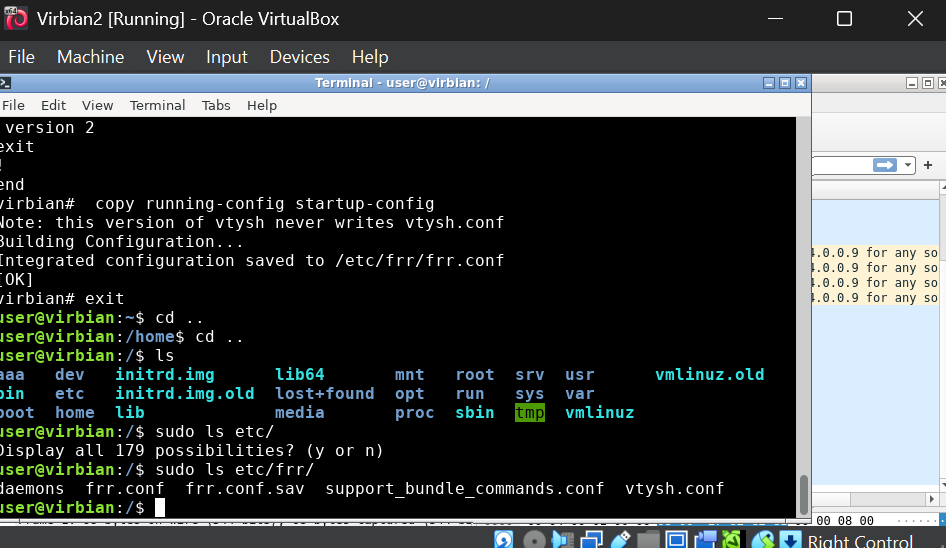 Virbian2 [Running] - Oracle VirtualBox
File Machine View Input Devices Help
Terminal - user@virbian: /
File Edit View Terminal Tabs Help
version 2
exit
!
end
virbian#  copy running-config startup-config
Note: this version of vtysh never writes vtysh.conf
Building Configuration...
Integrated configuration saved to /etc/frr/frr.conf
[OK]
virbian# exit
user@virbian:~$ cd ..
user@virbian:/home$ cd ..
user@virbian:/$ ls
aaa dev initrd.img lib64 mnt root srv usr vmlinuz.old
bin etc initrd.img.old lost+found opt run sys var
boot home lib media proc sbin tmp vmlinuz
user@virbian:/$ sudo ls etc/
Display all 179 possibilities? (y or n)
user@virbian:/$ sudo ls etc/frr/
daemons frr.conf frr.conf.sav support_bundle_commands.conf vtysh.conf
user@virbian:/$
4.0.0.9 for any so
4.0.0.9 for any so
4.0.0.9 for any so
4.0.0.9 for any so
00 08 00
Right Control